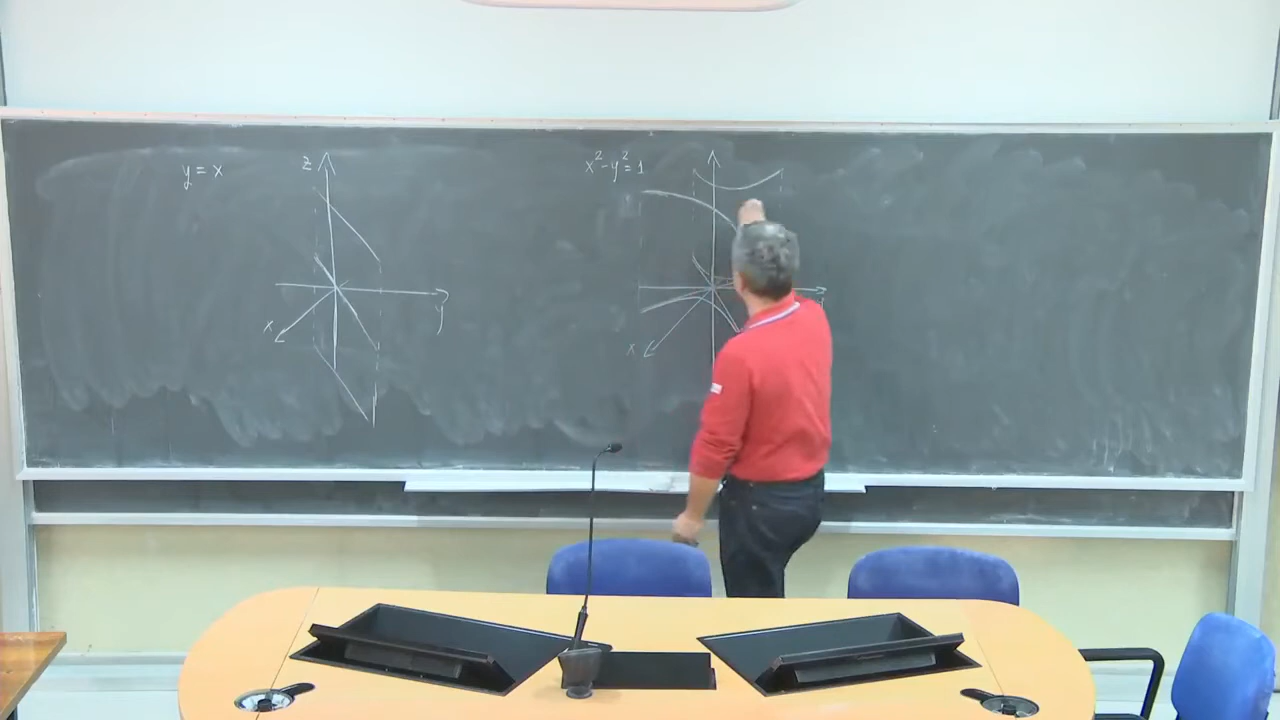 y = x
z
x
y
x²-y²=1
x